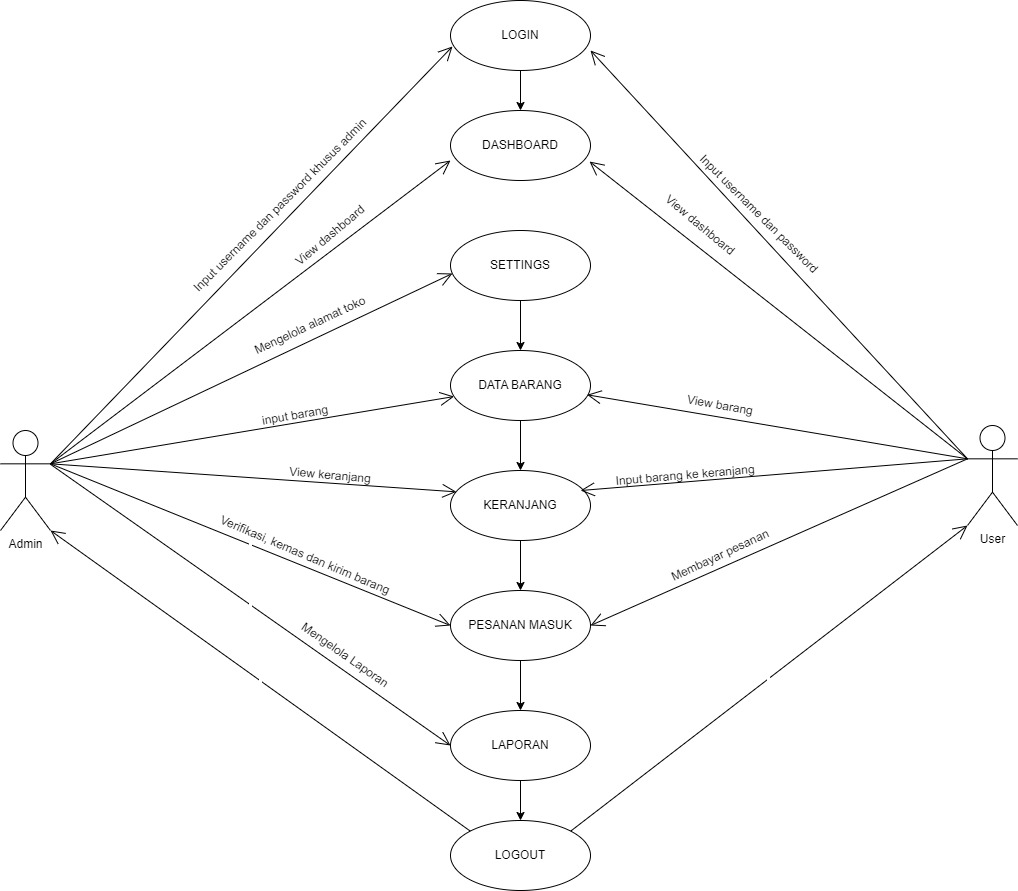 LOGIN
Input username dan password khusus admin
Input username dan password
DASHBOARD
View dashboard
View dashboard
SETTINGS
Mengelola alamat toko
DATA BARANG
input barang
View barang
View keranjang
Input barang ke keranjang
KERANJANG
Admin
User
Verifikasi, kemas dan kirim barang
Membayar pesanan
PESANAN MASUK
Mengelola Laporan
LAPORAN
LOGOUT